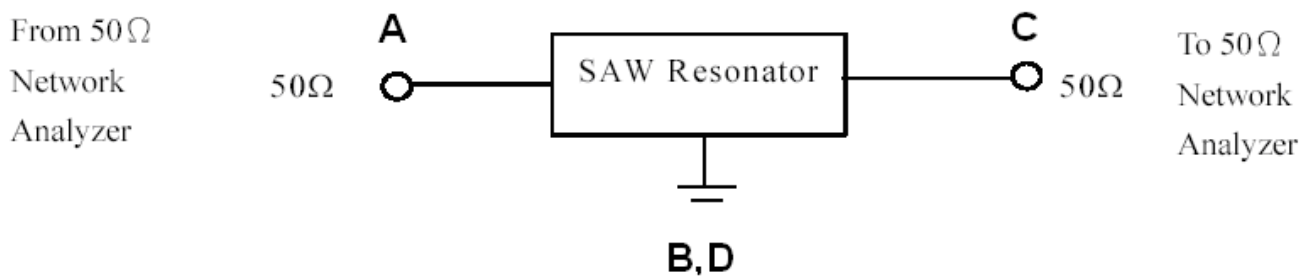 From 50Ω
Network
Analyzer
50Ω
A
SAW Resonator
B,D
C
50Ω
To 50Ω
Network
Analyzer